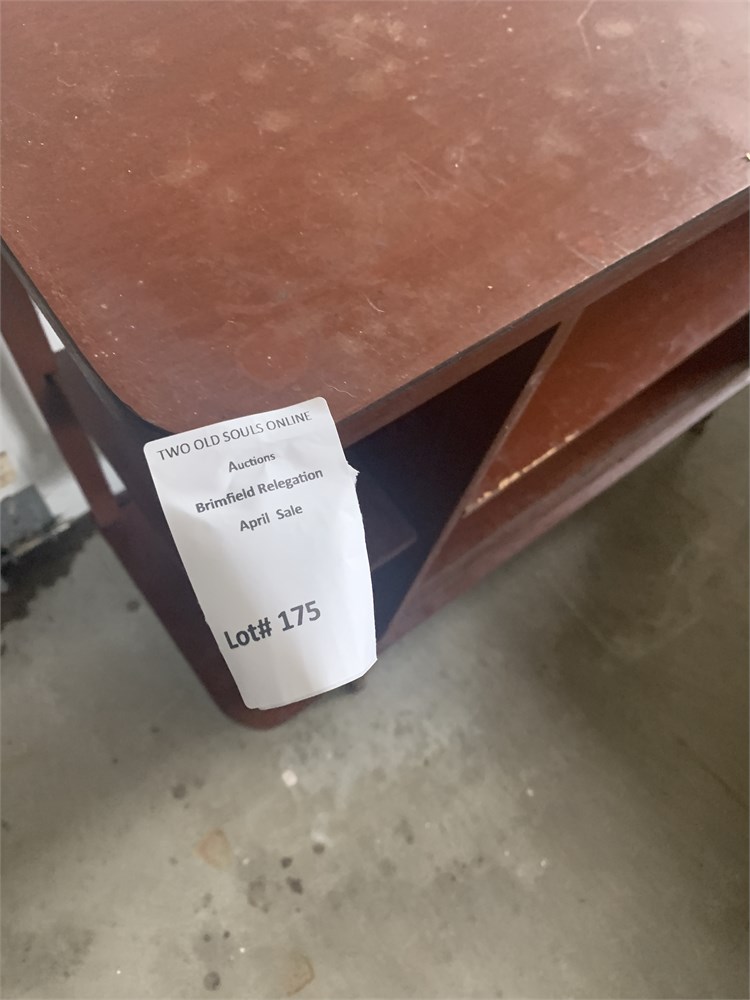 TWO OLD SOULS ONLINE
Auctions
Brimfield Relegation
April Sale
Lot# 175